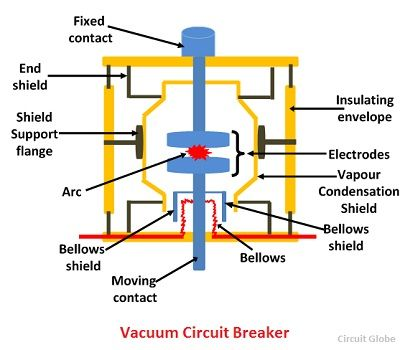 Fixed
contact
End
shield
Shield
Support
flange
Insulating
envelope
Electrodes
Arc
Vapour
Condensation
Shield
Bellows
shield
Bellows
shield
Bellows
Moving
contact
Vacuum Circuit Breaker
Circuit Globe